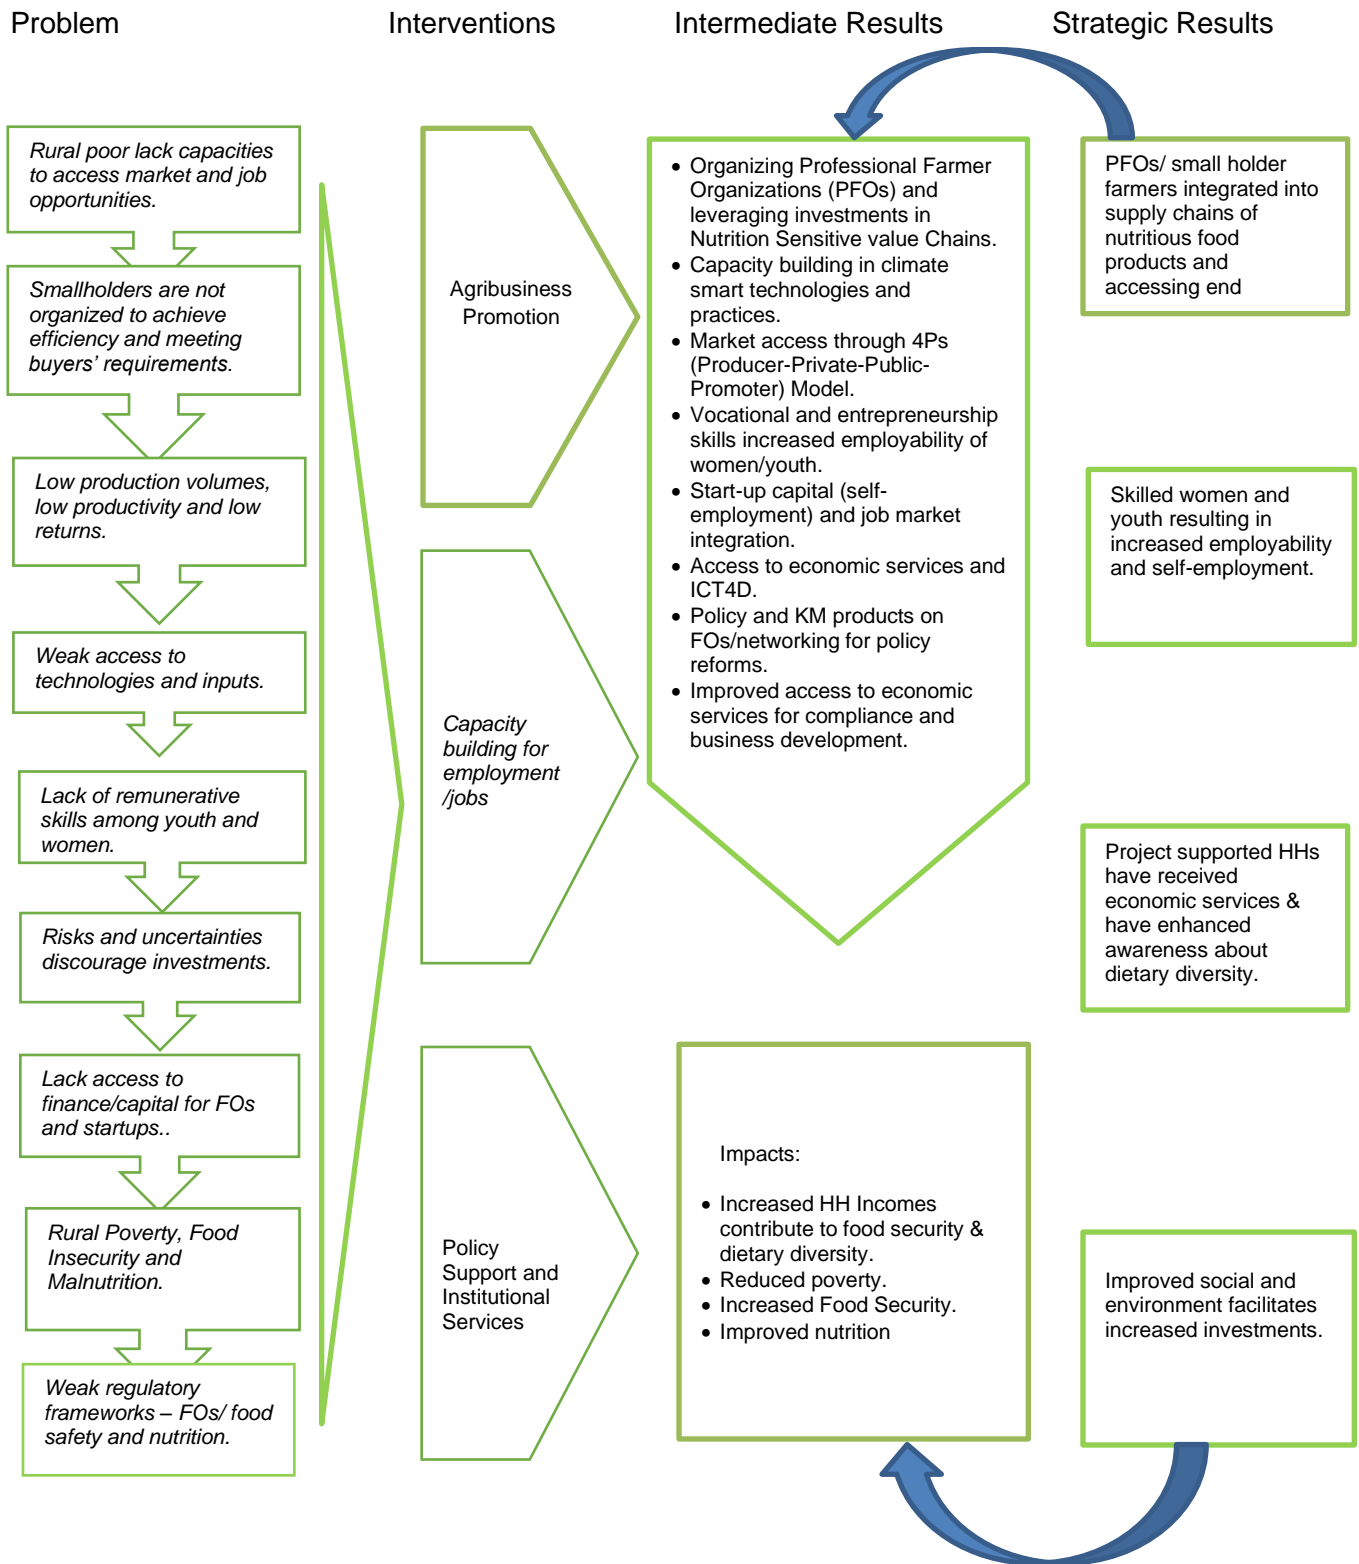 Problem
Interventions
Intermediate Results
Strategic Results
Rural poor lack capacities
to access market and job
opportunities.
Smallholders are not
organized to achieve
efficiency and meeting
buyers’ requirements.
Low production volumes,
low productivity and low
returns.
Weak access to
technologies and inputs.
Lack of remunerative
skills among youth and
women.
Risks and uncertainties
discourage investments.
Lack access to
finance/capital for FOs
and startups..
Rural Poverty, Food
Insecurity and
Malnutrition.
Weak regulatory
frameworks – FOs/ food
safety and nutrition.
Agribusiness
Promotion
Capacity
building for
employment
/jobs
Policy
Support and
Institutional
Services
• Organizing Professional Farmer
Organizations (PFOs) and
leveraging investments in
Nutrition Sensitive value Chains.
• Capacity building in climate
smart technologies and
practices.
• Market access through 4Ps
(Producer-Private-Public-
Promoter) Model.
• Vocational and entrepreneurship
skills increased employability of
women/youth.
• Start-up capital (self-
employment) and job market
integration.
• Access to economic services and
ICT4D.
• Policy and KM products on
FOs/networking for policy
reforms.
• Improved access to economic
services for compliance and
business development.
Impacts:
• Increased HH Incomes
contribute to food security &
dietary diversity.
• Reduced poverty.
• Increased Food Security.
• Improved nutrition
PFOs/ small holder
farmers integrated into
supply chains of
nutritious food
products and
accessing end
Skilled women and
youth resulting in
increased employability
and self-employment.
Project supported HHs
have received
economic services &
have enhanced
awareness about
dietary diversity.
Improved social and
environment facilitates
increased investments.